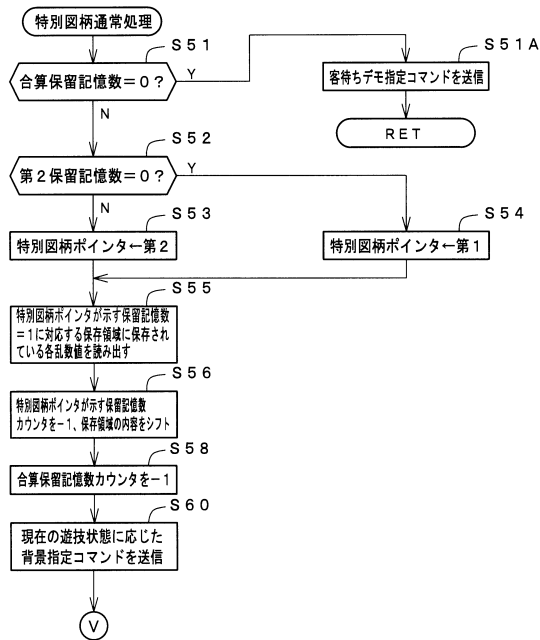 特別図柄通常処理
S51
合算保留記憶数=0?
Y
N
S51A
客待ちデモ指定コマンドを送信
RET
S52
第2保留記憶数=0?
Y
N
S53
特別図柄ポインタ←第2
S54
特別図柄ポインタ←第1
S55
特別図柄ポインタが示す保留記憶数
=1に対応する保存領域に保存され
ている各乱数値を読み出す
S56
特別図柄ポインタが示す保留記憶数
カウンタを-1、保存領域の内容をシフト
S58
合算保留記憶数カウンタを-1
S60
現在の遊技状態に応じた
背景指定コマンドを送信
V